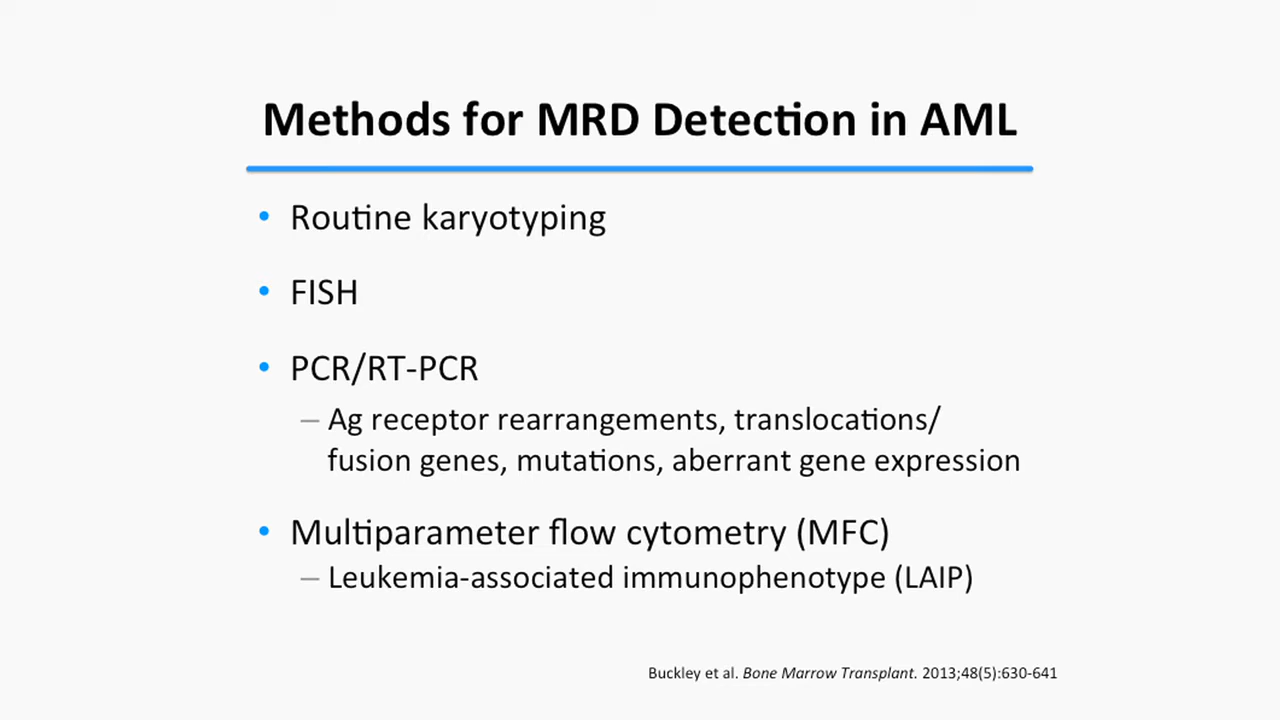 Methods for MRD Detection in AML
• Routine karyotyping
• FISH
• PCR/RT-PCR
– Ag receptor rearrangements, translocations/
fusion genes, mutations, aberrant gene expression
• Multiparameter flow cytometry (MFC)
– Leukemia-associated immunophenotype (LAIP)
Buckley et al. Bone Marrow Transplant. 2013;48(5):630-641